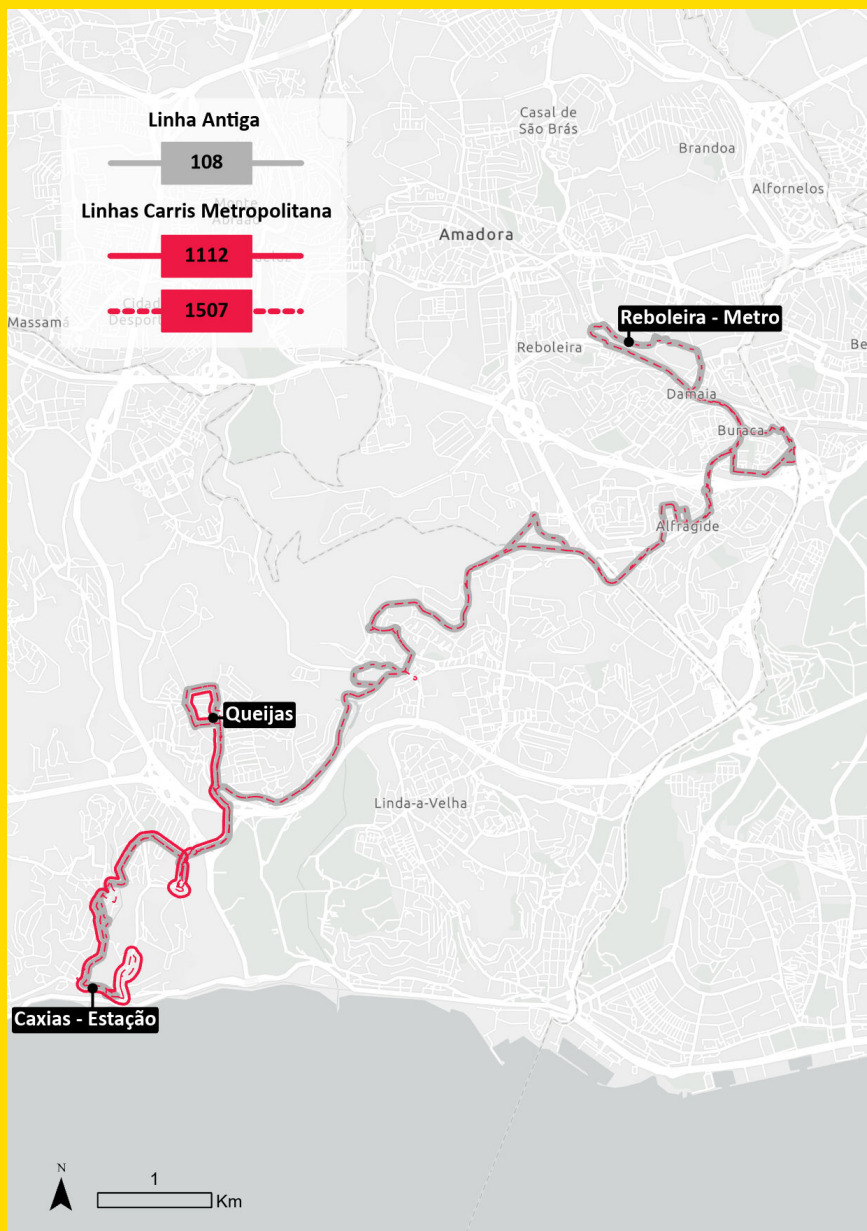 Linha Antiga
108
Linhas Carris Metropolitana
1112
1507
Casal de
São Brás
Brandoa
Alfornelos
Amadora
Massamá
Reboleira - Metro
Reboleira
Be
Damaia
Buraca
Alfragide
Queijas
Linda-a-Velha
Caxias - Estação
N
1
Km